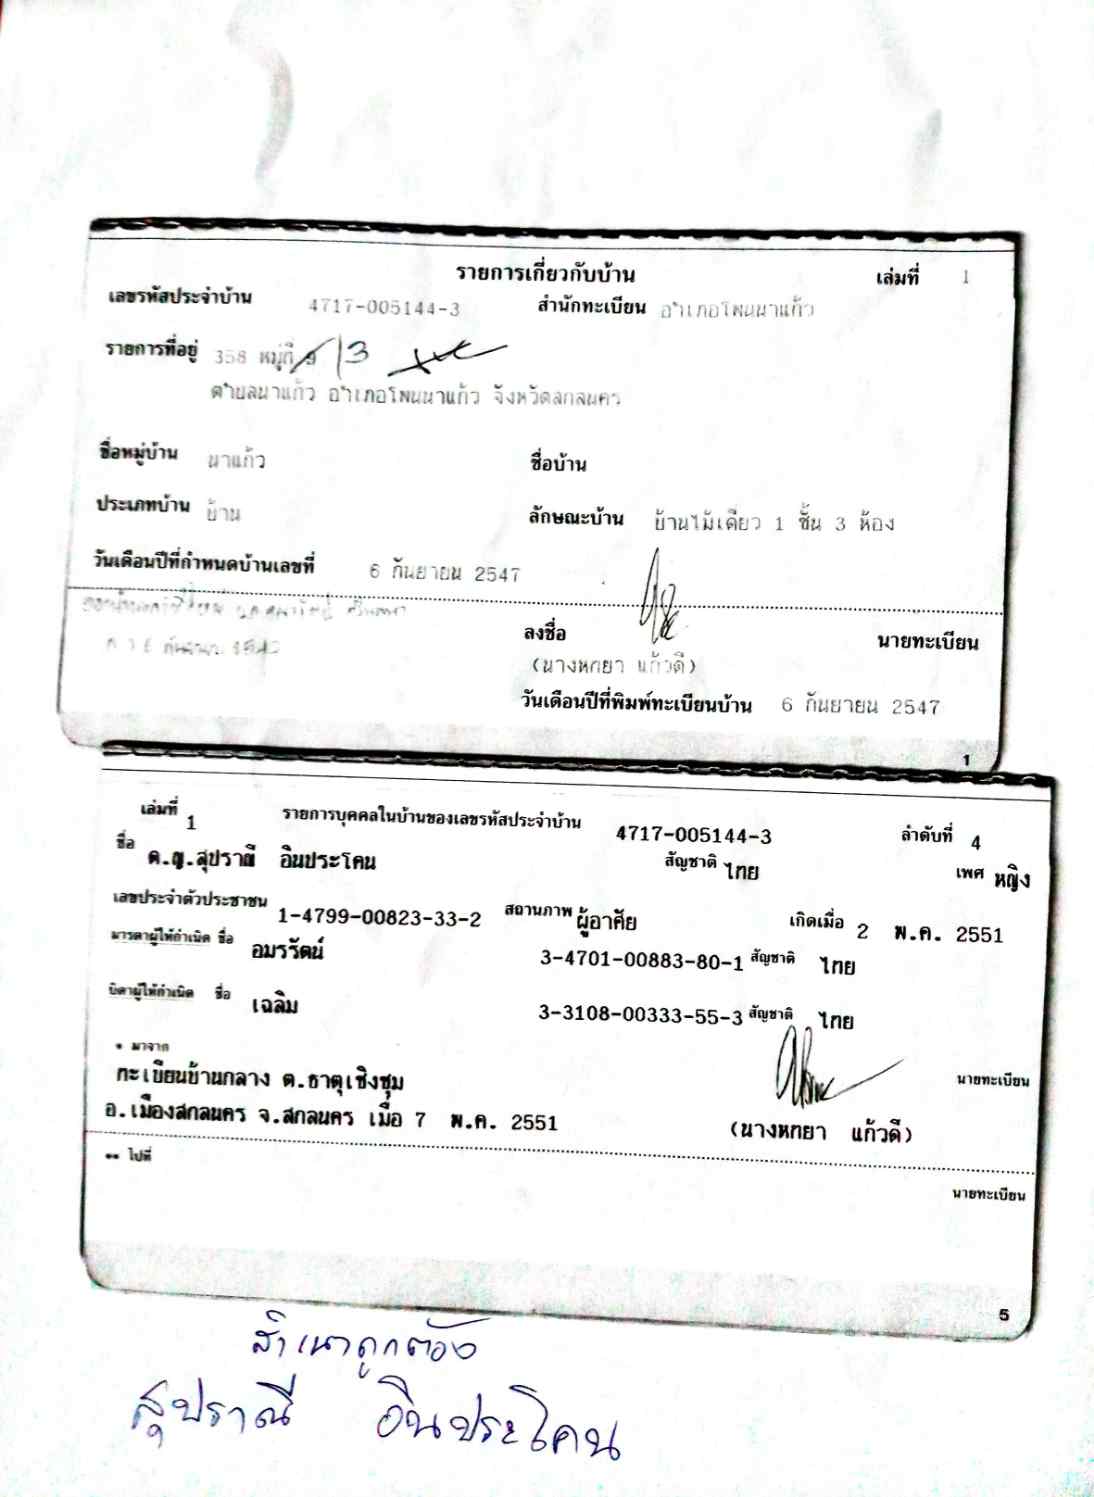 รายการเกี่ยวกับบ้าน เล่มที่ 1
เลขรหัสประจำบ้าน 4717-005144-3 สำนักทะเบียน อำเภอโพนนาแก้ว
รายการที่อยู่ 358 หมู่ที่ 9 13
ตำบลนาแก้ว อำเภอโพนนาแก้ว จังหวัดสกลนคร
ชื่อหมู่บ้าน นาแก้ว ชื่อบ้าน
ประเภทบ้าน บ้าน ลักษณะบ้าน บ้านไม้เดี่ยว 1 ชั้น 3 ห้อง
วันเดือนปีที่กำหนดบ้านเลขที่ 6 กันยายน 2547
ลงชื่อ นายทะเบียน
(นางหทยา แก้วดี)
วันเดือนปีที่พิมพ์ทะเบียนบ้าน 6 กันยายน 2547
1
เล่มที่ 1 รายการบุคคลในบ้านของเลขรหัสประจำบ้าน 4717-005144-3 ลำดับที่ 4
ชื่อ ด.ญ.สุปราณี อินประโคน สัญชาติ ไทย เพศ หญิง
เลขประจำตัวประชาชน 1-4799-00823-33-2 สถานภาพ ผู้อาศัย เกิดเมื่อ 2 พ.ค. 2551
มารดาผู้ให้กำเนิด ชื่อ อมรรัตน์ 3-4701-00883-80-1 สัญชาติ ไทย
บิดาผู้ให้กำเนิด ชื่อ เฉลิม 3-3108-00333-55-3 สัญชาติ ไทย
* มาจาก
ทะเบียนบ้านกลาง ต.ธาตุเชิงชุม นายทะเบียน
อ.เมืองสกลนคร จ.สกลนคร เมื่อ 7 พ.ค. 2551 (นางหทยา แก้วดี)
** ไปที่
นายทะเบียน
5
สำเนาถูกต้อง
สุปราณี อินประโคน